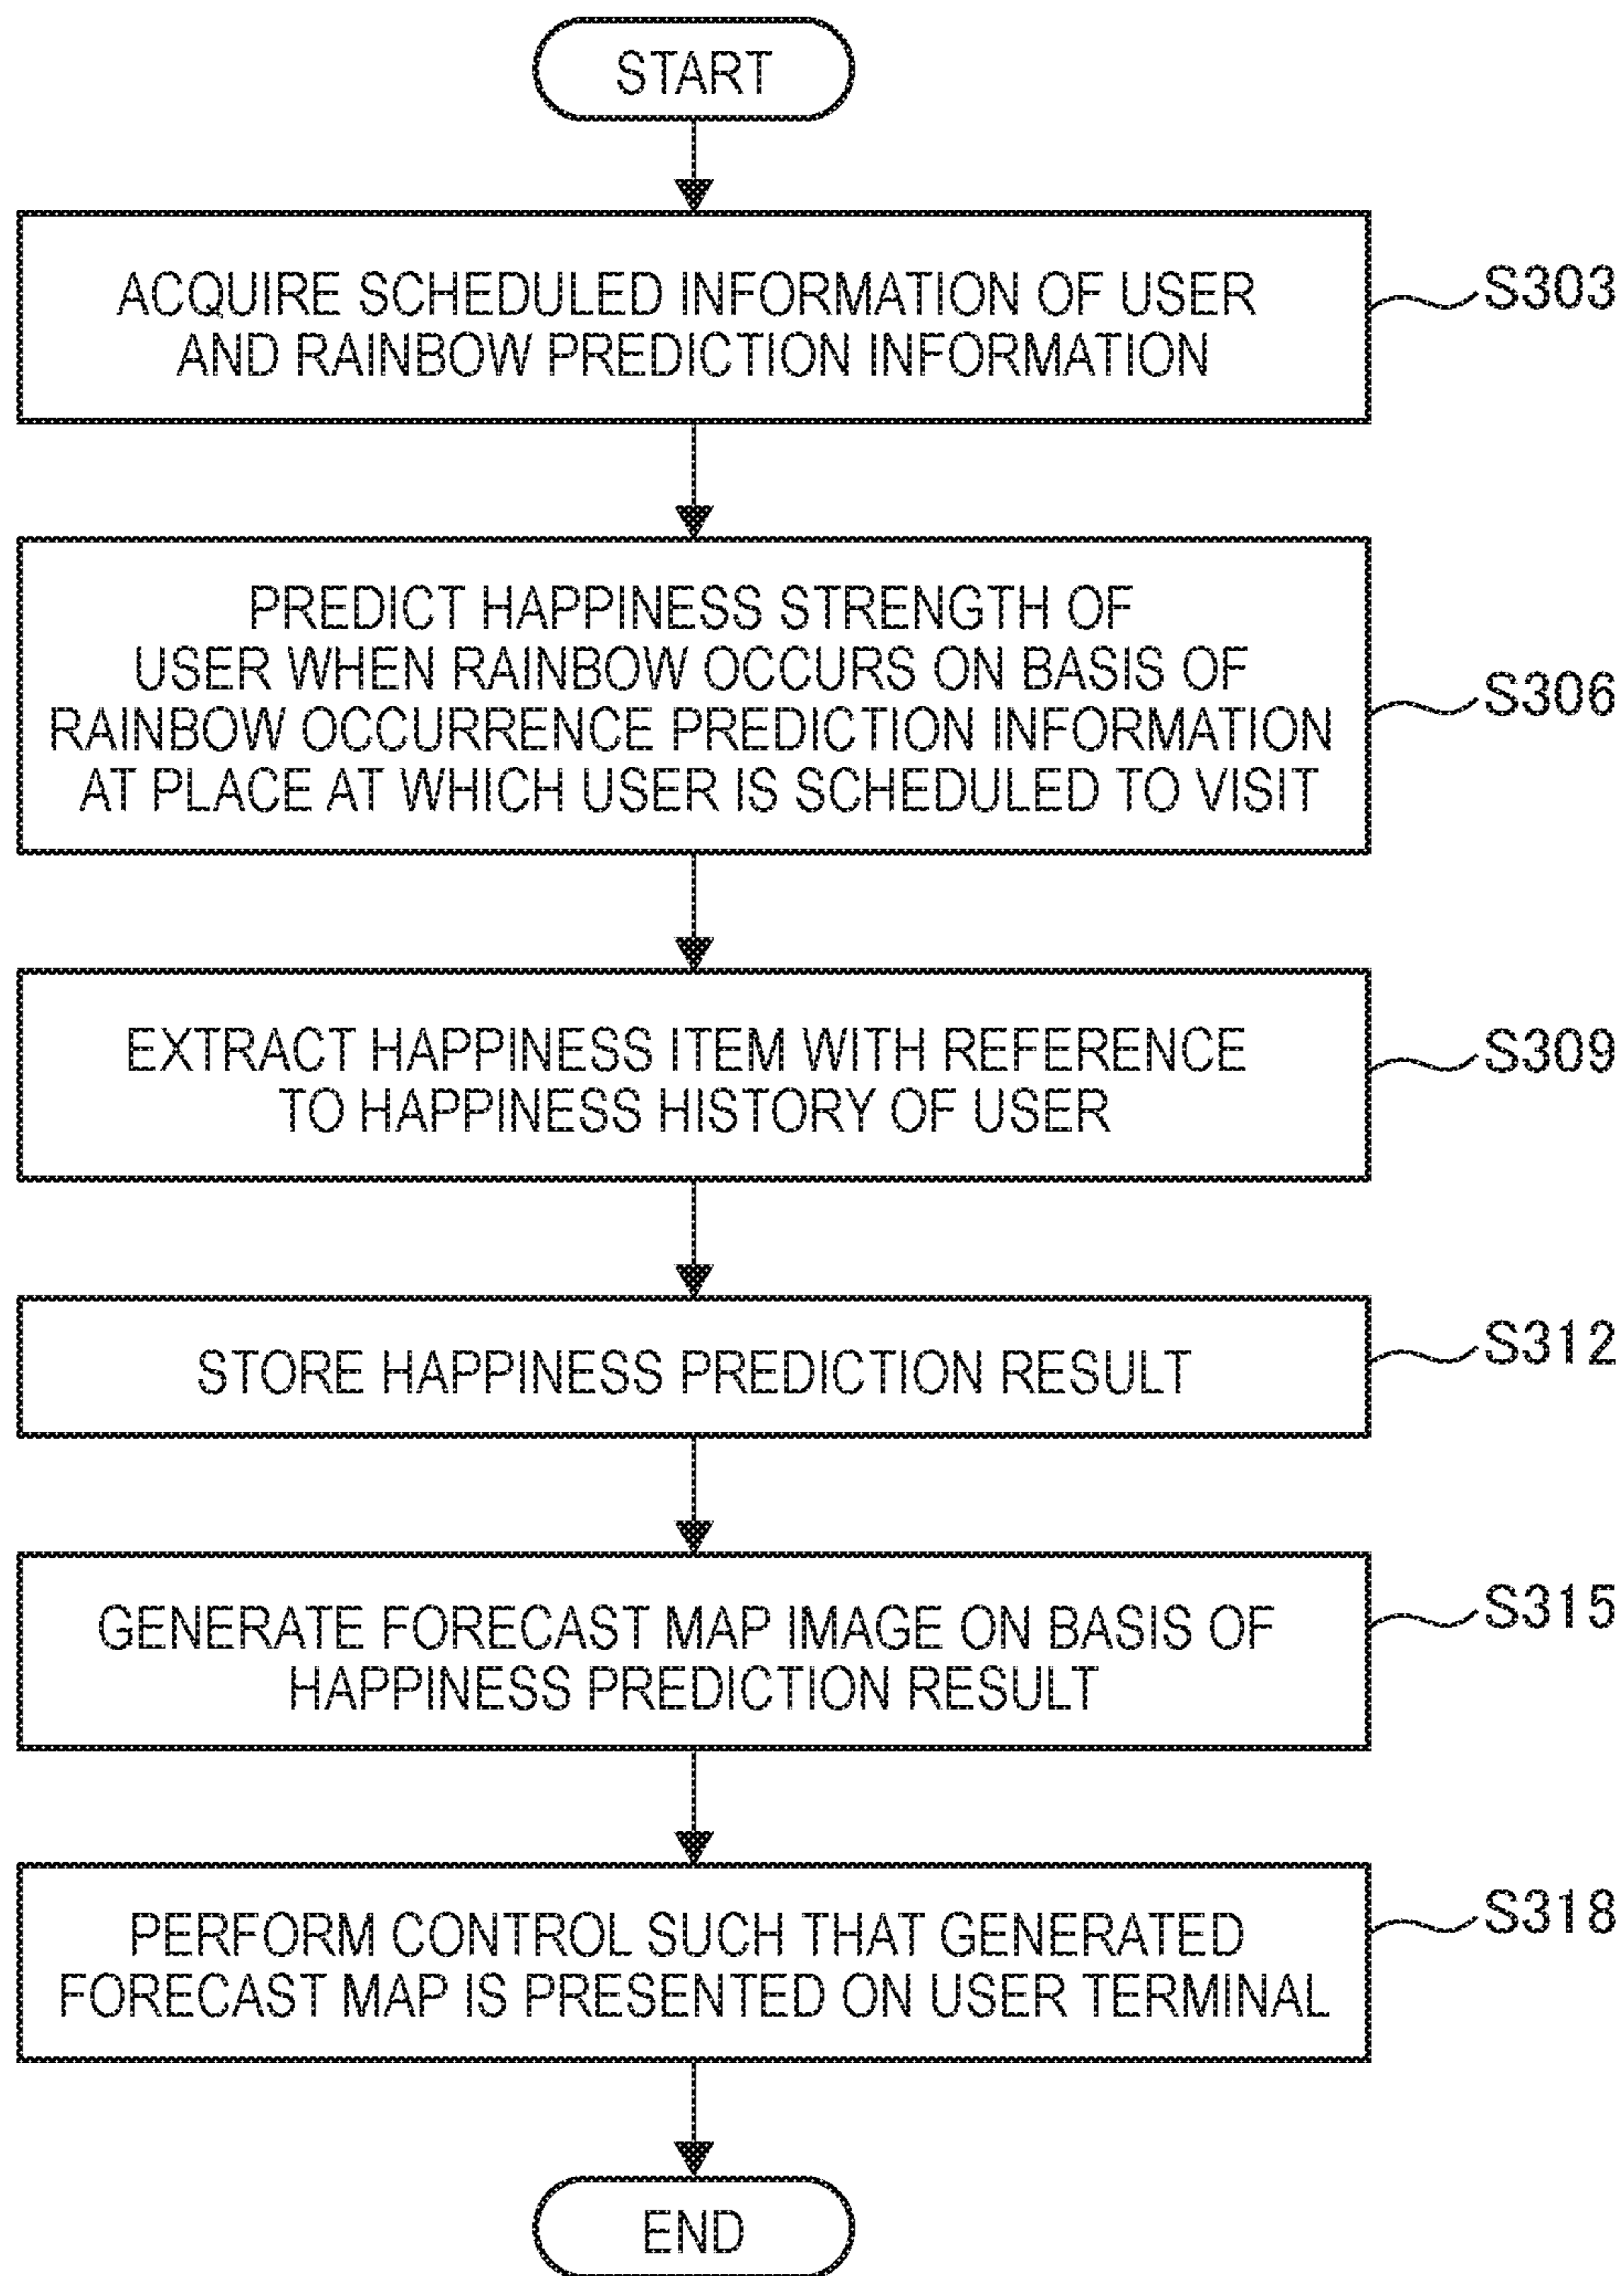 START
ACQUIRE SCHEDULED INFORMATION OF USER
AND RAINBOW PREDICTION INFORMATION
S303
PREDICT HAPPINESS STRENGTH OF
USER WHEN RAINBOW OCCURS ON BASIS OF
RAINBOW OCCURRENCE PREDICTION INFORMATION
AT PLACE AT WHICH USER IS SCHEDULED TO VISIT
S306
EXTRACT HAPPINESS ITEM WITH REFERENCE
TO HAPPINESS HISTORY OF USER
S309
STORE HAPPINESS PREDICTION RESULT
S312
GENERATE FORECAST MAP IMAGE ON BASIS OF
HAPPINESS PREDICTION RESULT
S315
PERFORM CONTROL SUCH THAT GENERATED
FORECAST MAP IS PRESENTED ON USER TERMINAL
S318
END